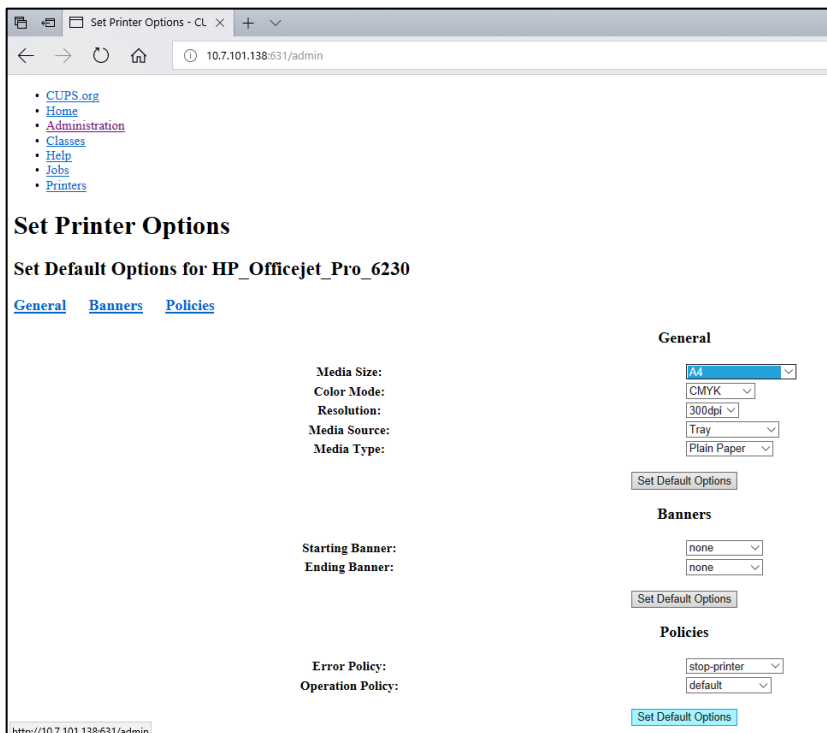 Set Printer Options - CL
10.7.101.138:631/admin
CUPS.org
Home
Administration
Classes
Help
Jobs
Printers
Set Printer Options
Set Default Options for HP_Officejet_Pro_6230
General Banners Policies
General
Media Size: A4
Color Mode: CMYK
Resolution: 300dpi
Media Source: Tray
Media Type: Plain Paper
Set Default Options
Banners
Starting Banner: none
Ending Banner: none
Set Default Options
Policies
Error Policy: stop-printer
Operation Policy: default
Set Default Options
http://10.7.101.138:631/admin